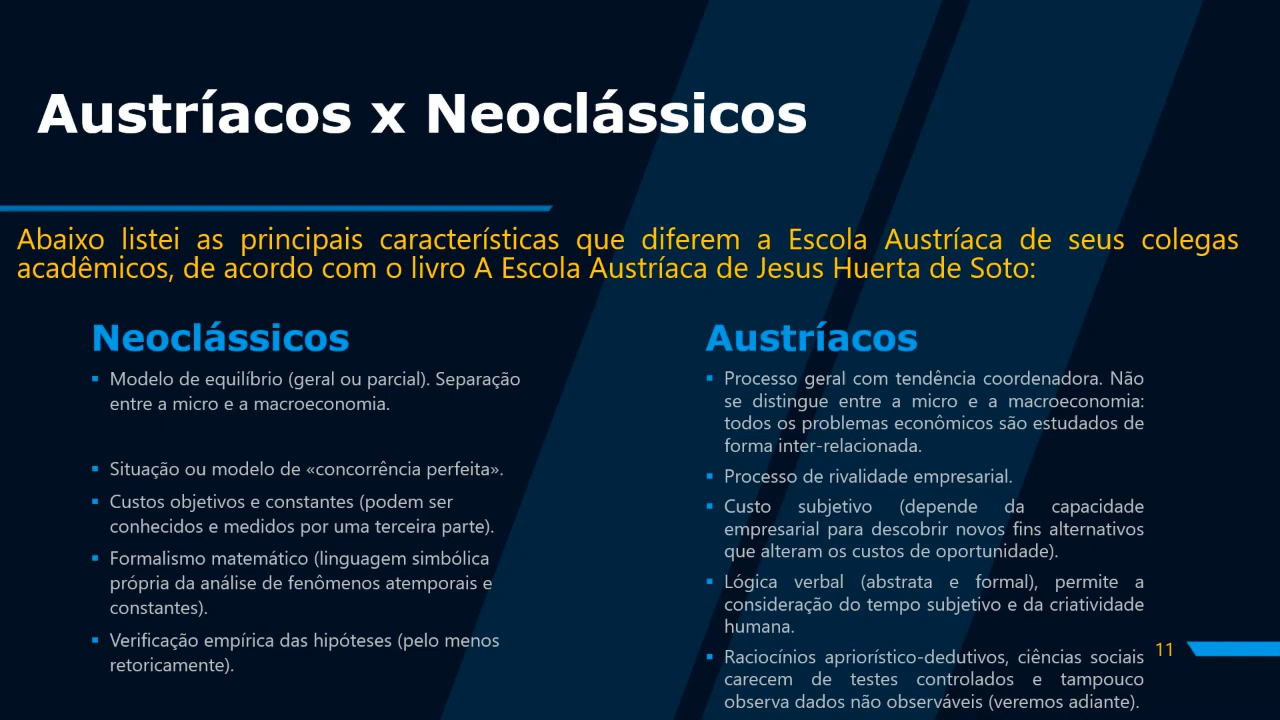 Austríacos x Neoclássicos
Abaixo listei as principais características que diferem a Escola Austríaca de seus colegas
acadêmicos, de acordo com o livro A Escola Austríaca de Jesus Huerta de Soto:
Neoclássicos
▪ Modelo de equilíbrio (geral ou parcial). Separação
entre a micro e a macroeconomia.
▪ Situação ou modelo de «concorrência perfeita».
▪ Custos objetivos e constantes (podem ser
conhecidos e medidos por uma terceira parte).
▪ Formalismo matemático (linguagem simbólica
própria da análise de fenômenos atemporais e
constantes).
▪ Verificação empírica das hipóteses (pelo menos
retoricamente).
Austríacos
▪ Processo geral com tendência coordenadora. Não
se distingue entre a micro e a macroeconomia:
todos os problemas econômicos são estudados de
forma inter-relacionada.
▪ Processo de rivalidade empresarial.
▪ Custo subjetivo (depende da capacidade
empresarial para descobrir novos fins alternativos
que alteram os custos de oportunidade).
▪ Lógica verbal (abstrata e formal), permite a
consideração do tempo subjetivo e da criatividade
humana.
▪ Raciocínios apriorístico-dedutivos, ciências sociais
carecem de testes controlados e tampouco
observa dados não observáveis (veremos adiante).
11